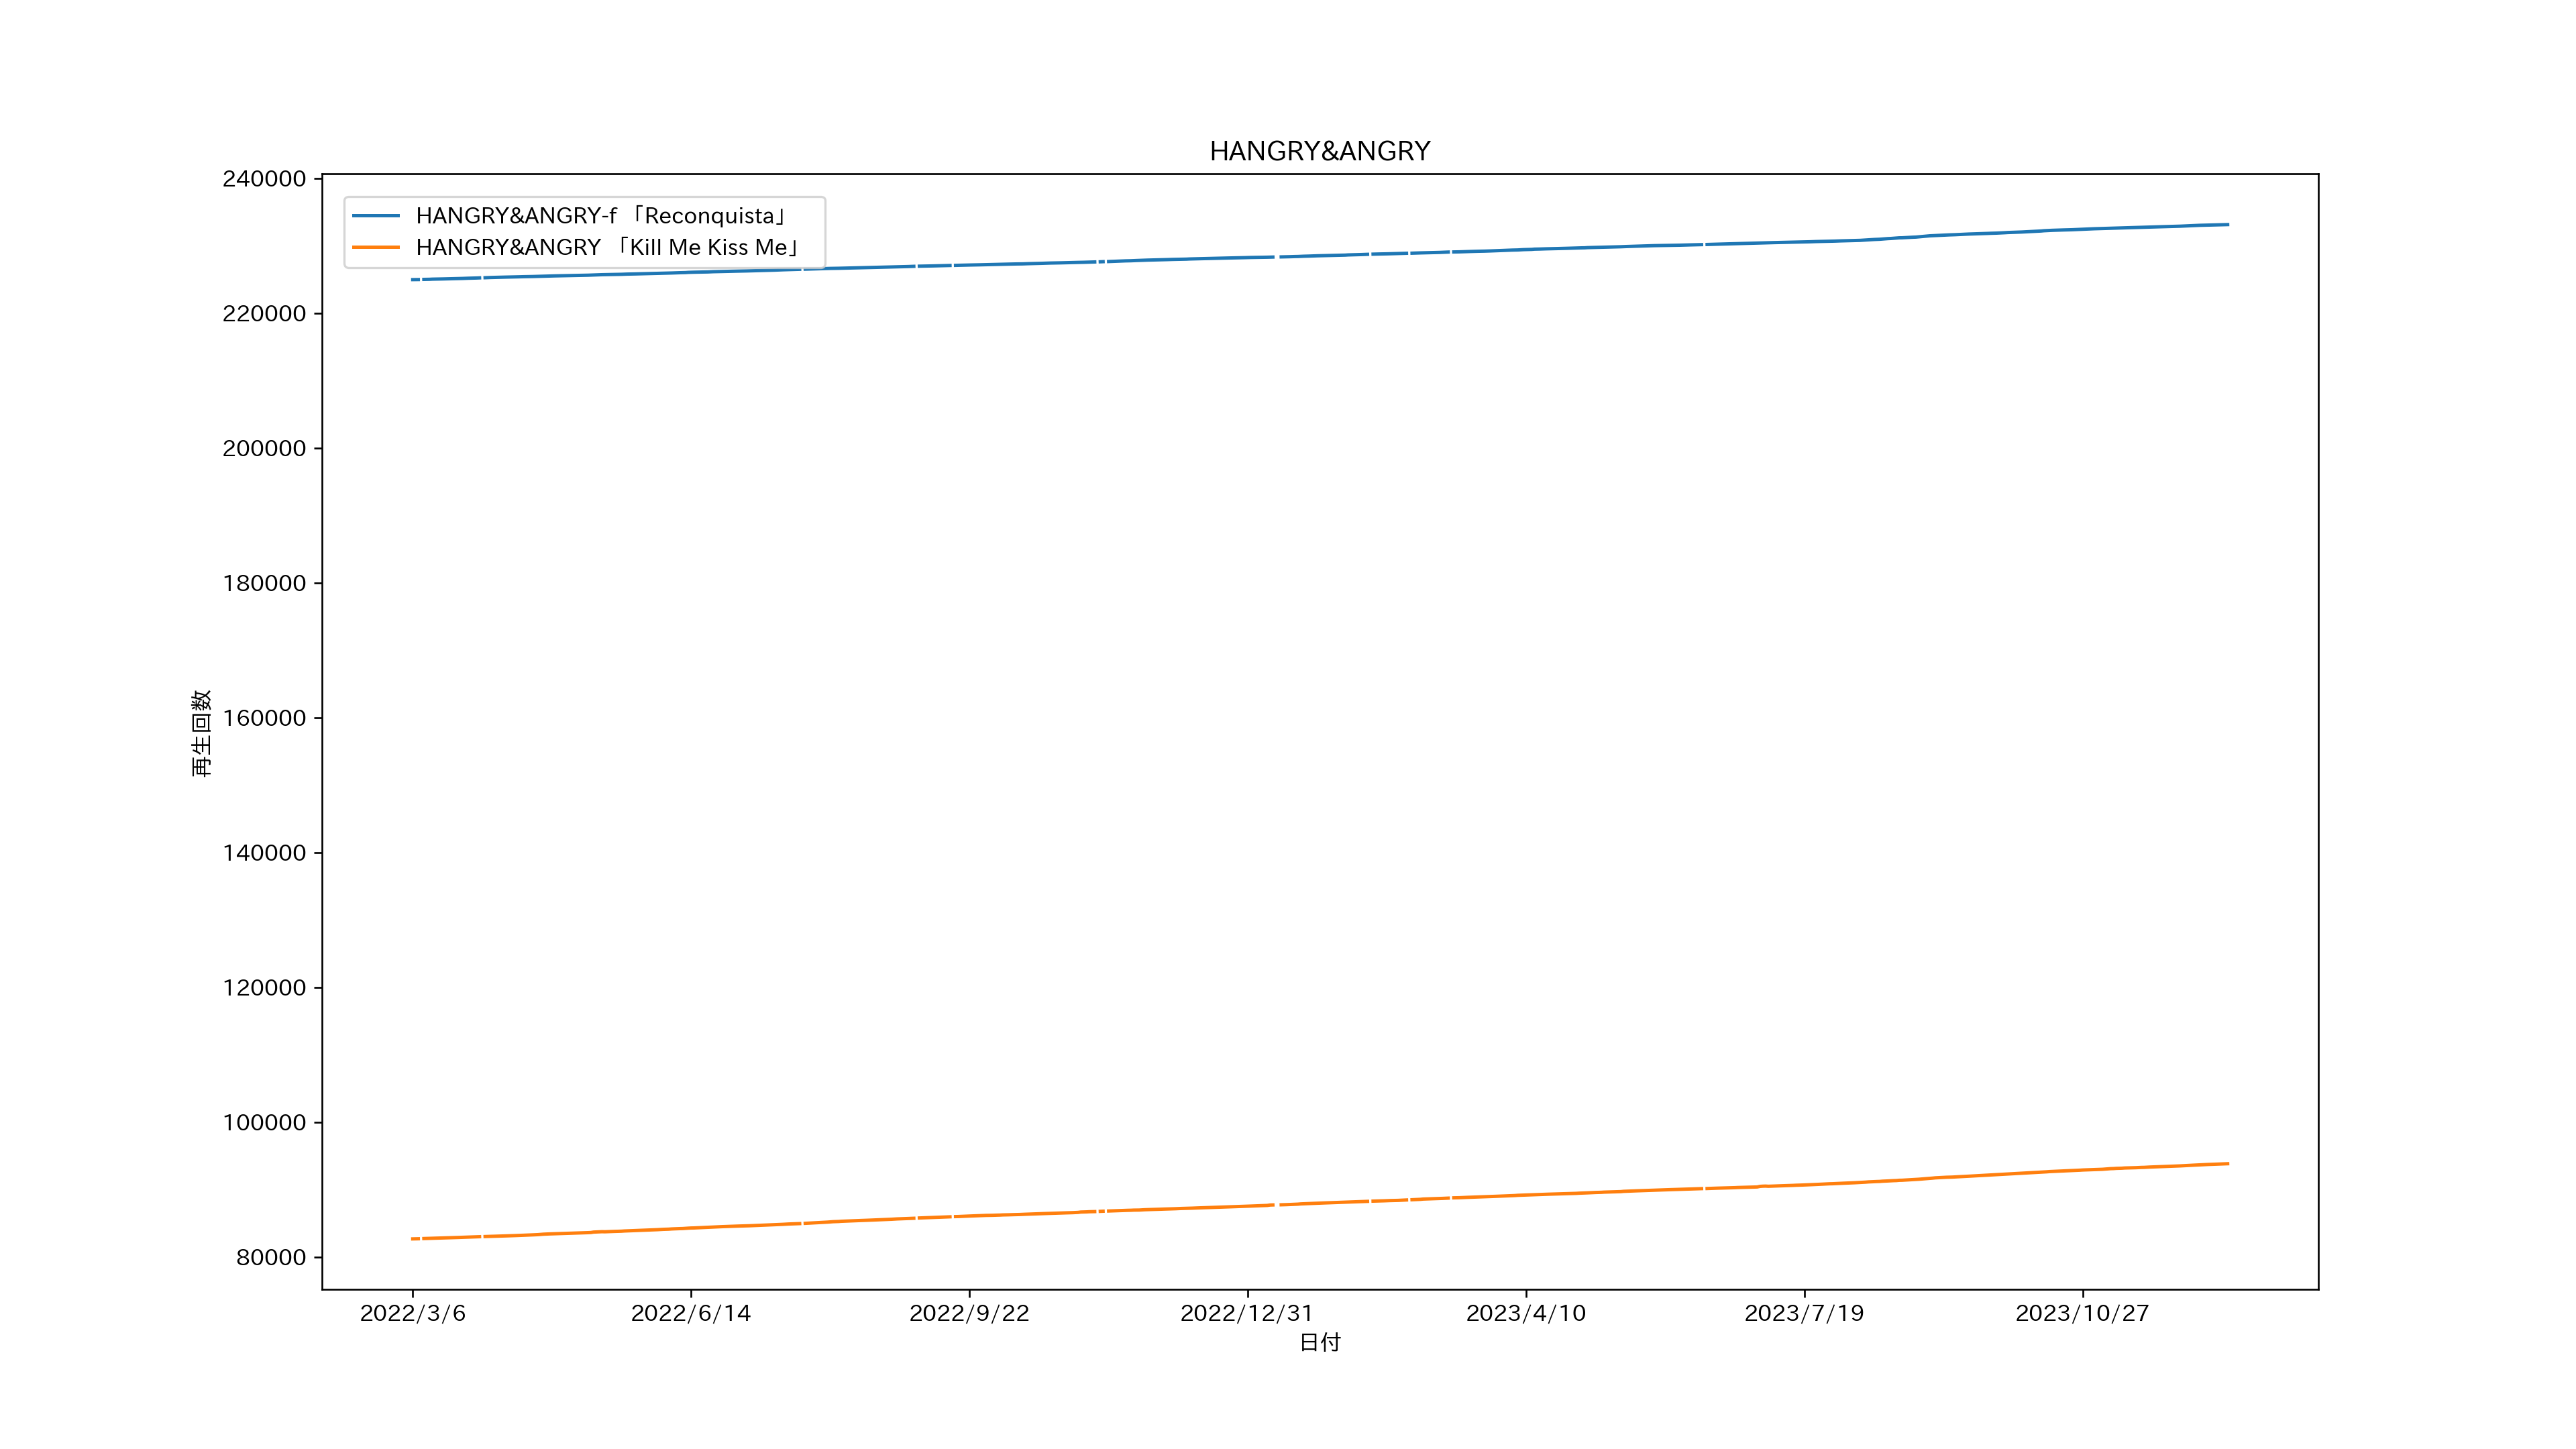 HANGRY&ANGRY
HANGRY&ANGRY-f 「Reconquista」
HANGRY&ANGRY 「Kill Me Kiss Me」
240000
220000
200000
180000
160000
140000
120000
100000
80000
再生回数
2022/3/6 2022/6/14 2022/9/22 2022/12/31 2023/4/10 2023/7/19 2023/10/27
日付